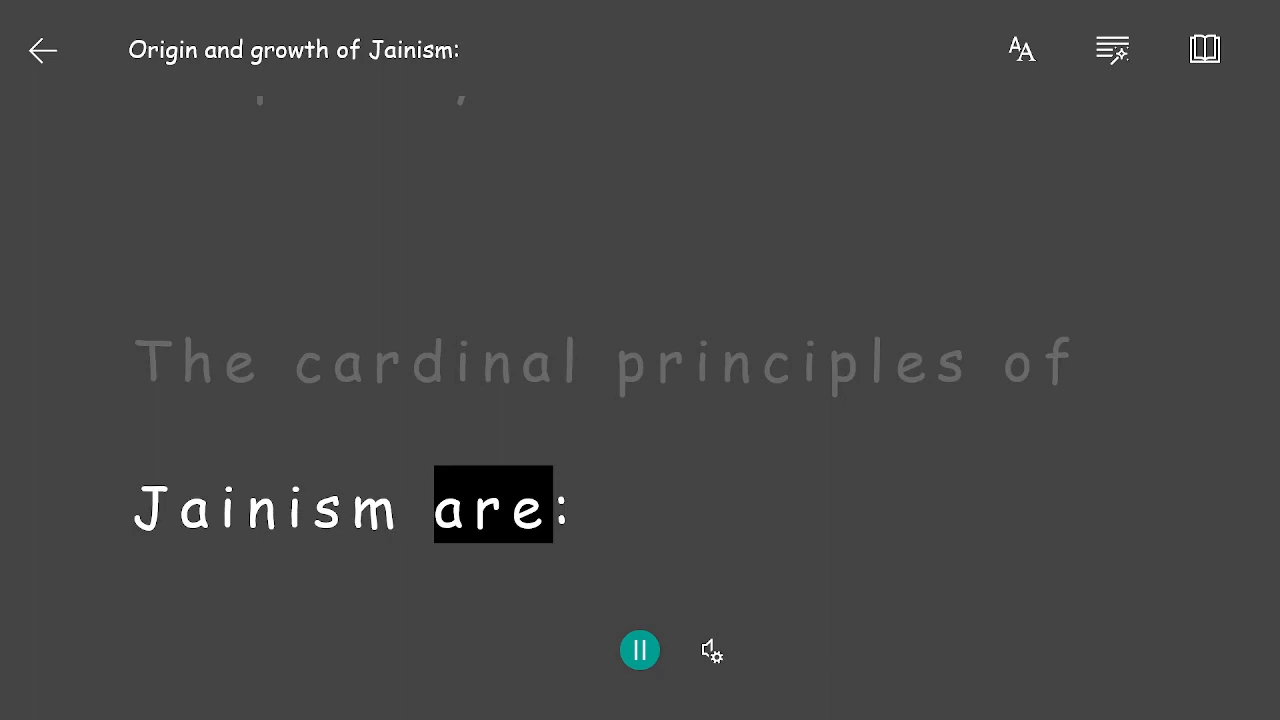 Origin and growth of Jainism:
The cardinal principles of
Jainism are: